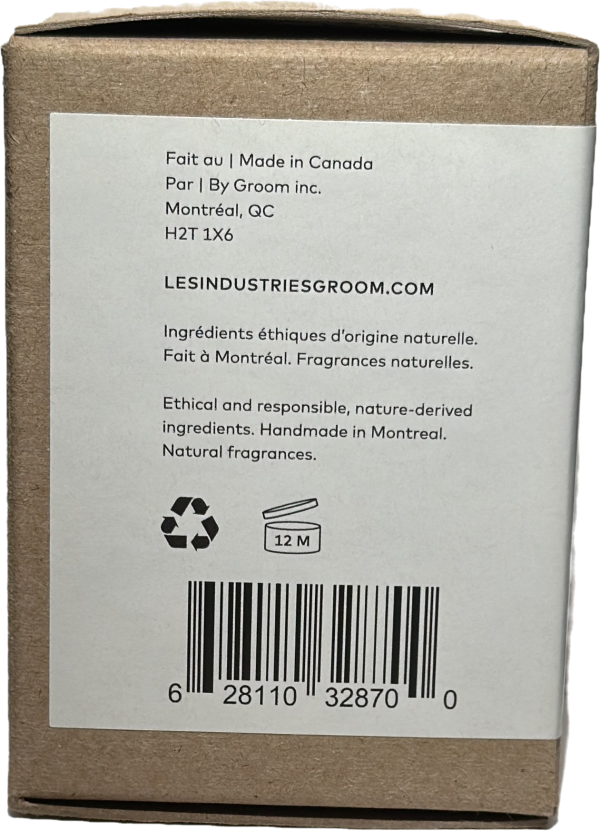 Fait au | Made in Canada
Par | By Groom inc.
Montréal, QC
H2T 1X6
LESINDUSTRIESGROOM.COM
Ingrédients éthiques d'origine naturelle.
Fait à Montréal. Fragrances naturelles.
Ethical and responsible, nature-derived
ingredients. Handmade in Montreal.
Natural fragrances.
12 M
6 28110 32870 0